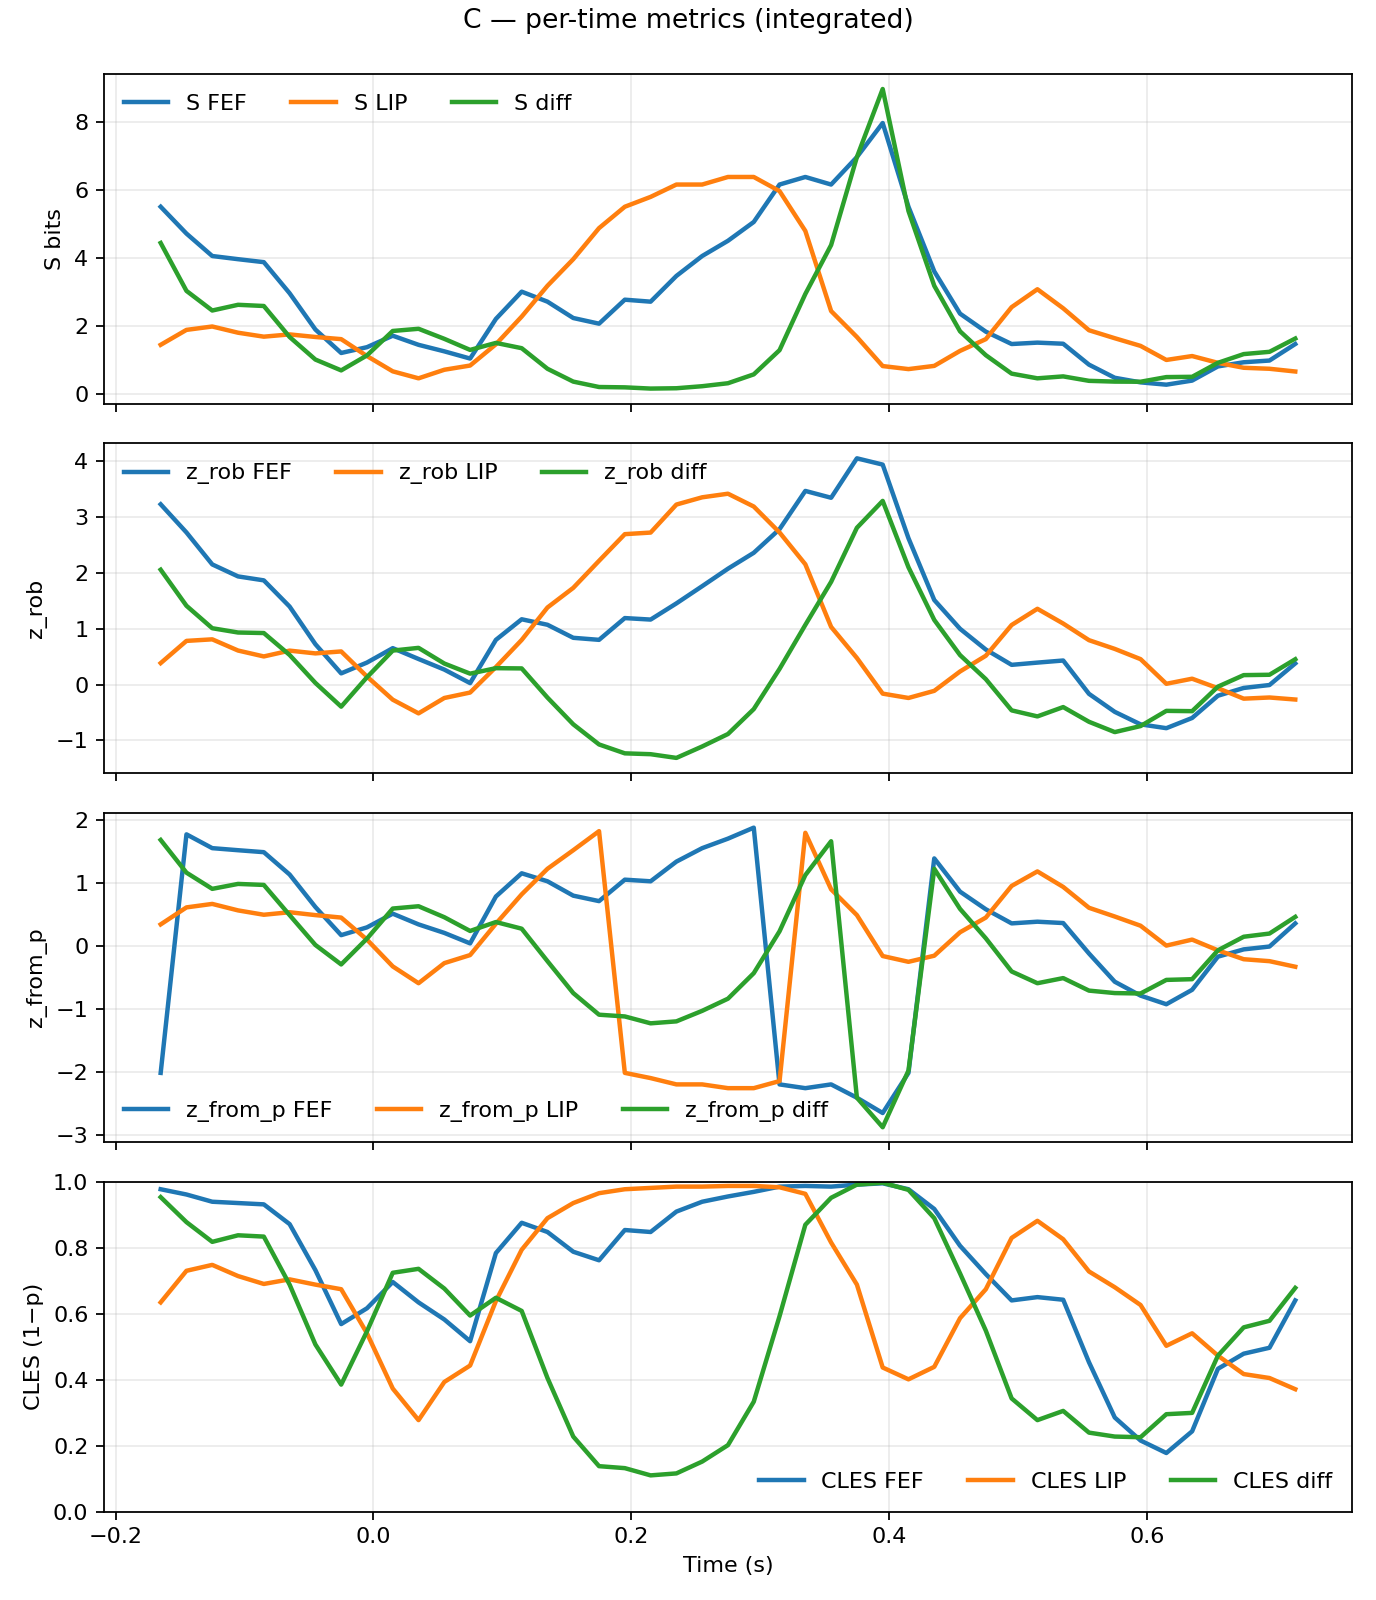 C — per-time metrics (integrated)
S FEF S LIP S diff
8
6
4
2
0
S bits
z_rob FEF z_rob LIP z_rob diff
4
3
2
1
0
−1
z_rob
2
1
0
−1
−2
−3
z_from_p
z_from_p FEF z_from_p LIP z_from_p diff
1.0
0.8
0.6
0.4
0.2
0.0
CLES (1−p)
CLES FEF CLES LIP CLES diff
−0.2 0.0 0.2 0.4 0.6
Time (s)